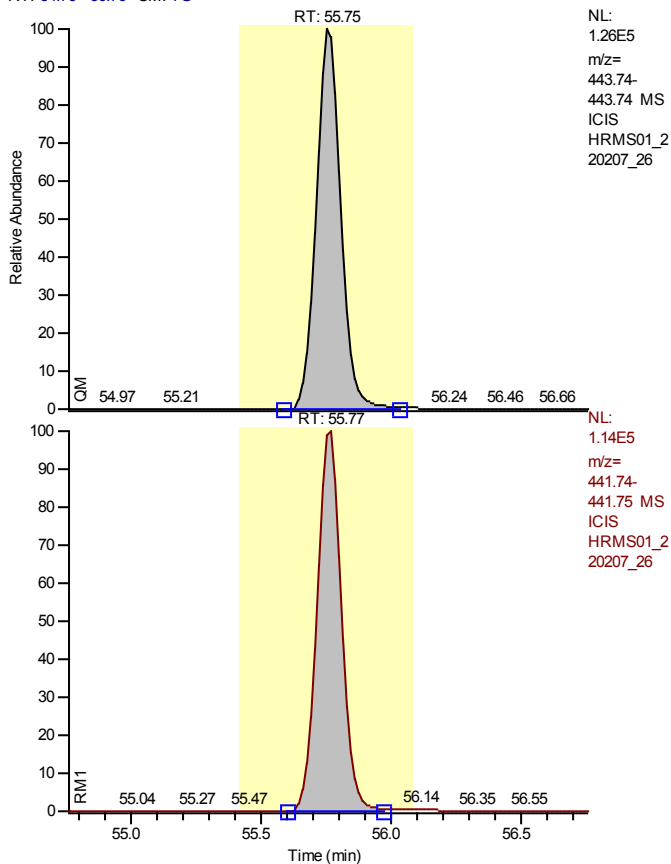 RT: 55.75
NL:
1.26E5
m/z=
443.74-
443.74 MS
ICIS
HRMS01_2
20207_26
100
90
80
70
60
50
40
30
20
10
0
Relative Abundance
QM
54.97 55.21 56.24 56.46 56.66
RT: 55.77
NL:
1.14E5
m/z=
441.74-
441.75 MS
ICIS
HRMS01_2
20207_26
100
90
80
70
60
50
40
30
20
10
0
RM1
55.04 55.27 55.47 56.14 56.35 56.55
55.0 55.5 56.0 56.5
Time (min)